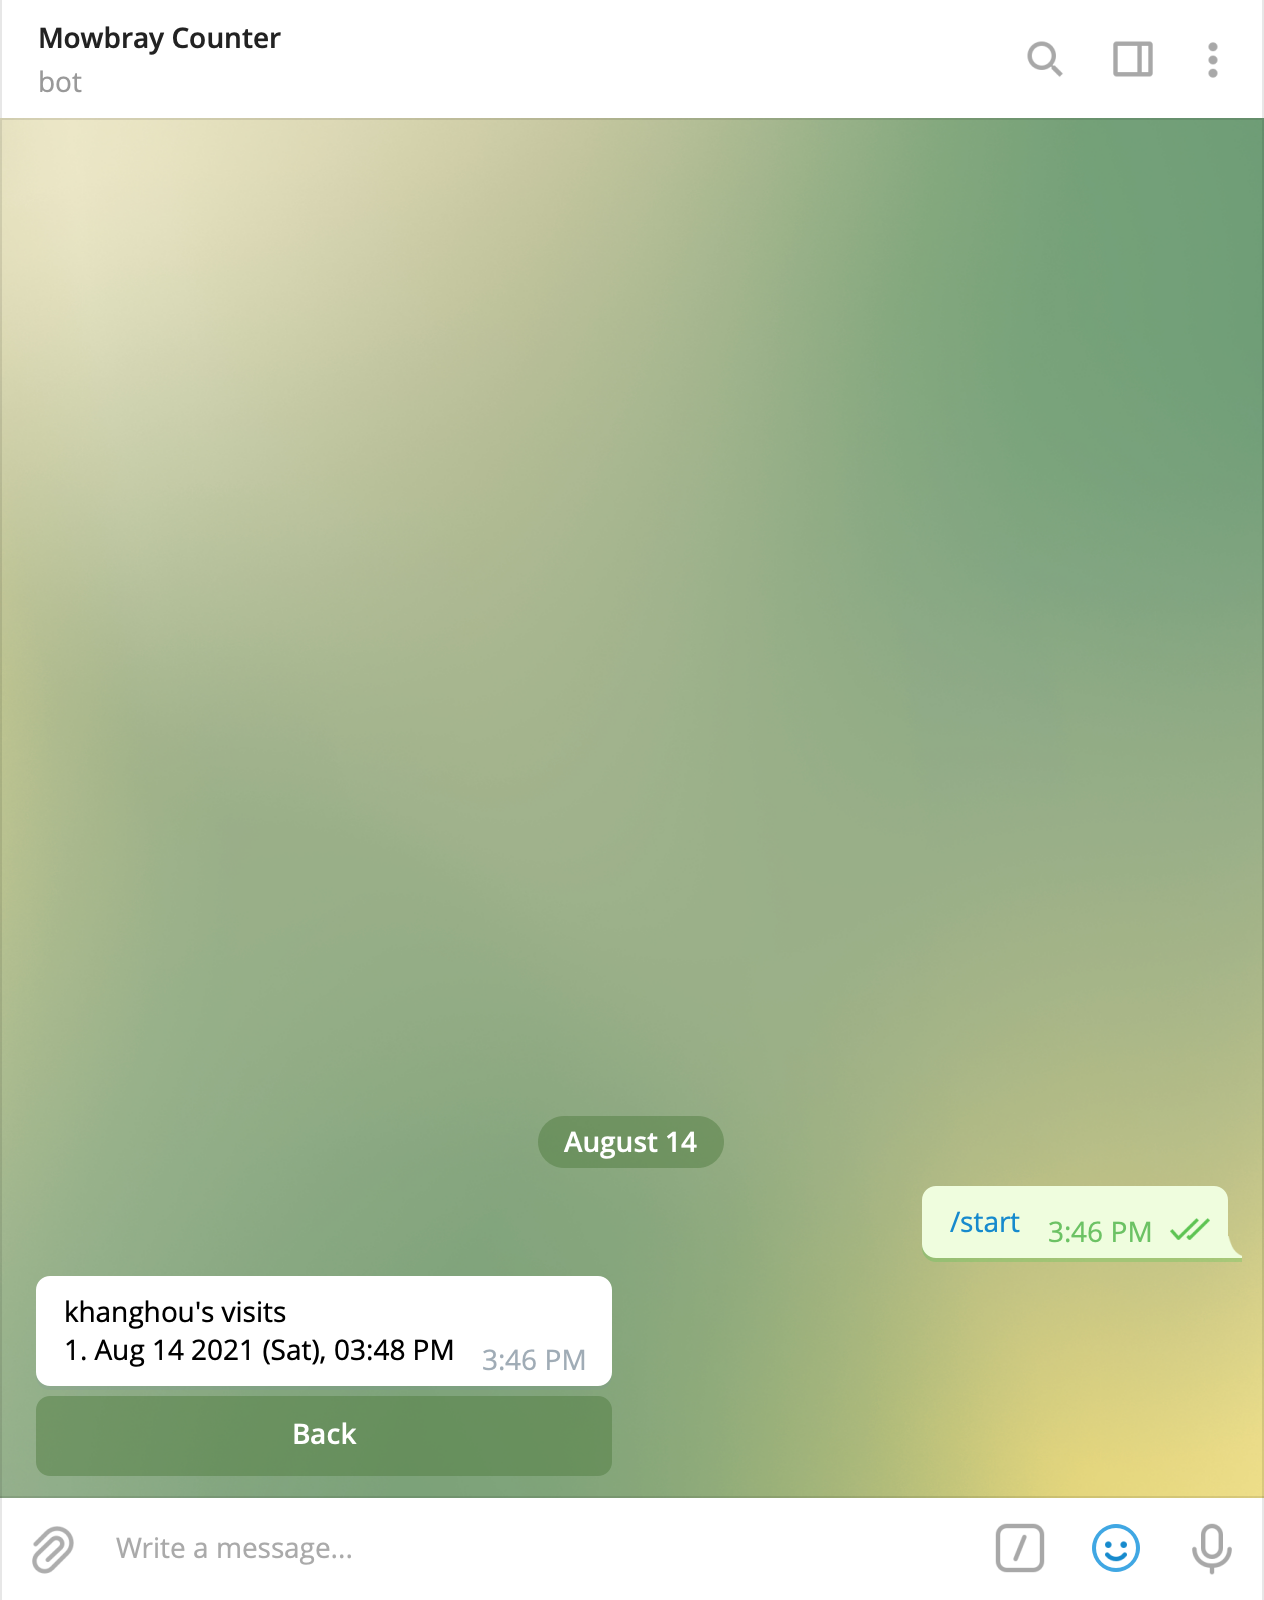 Mowbray Counter
bot
August 14
/start 3:46 PM
khanghou's visits
1. Aug 14 2021 (Sat), 03:48 PM 3:46 PM
Back
Write a message...